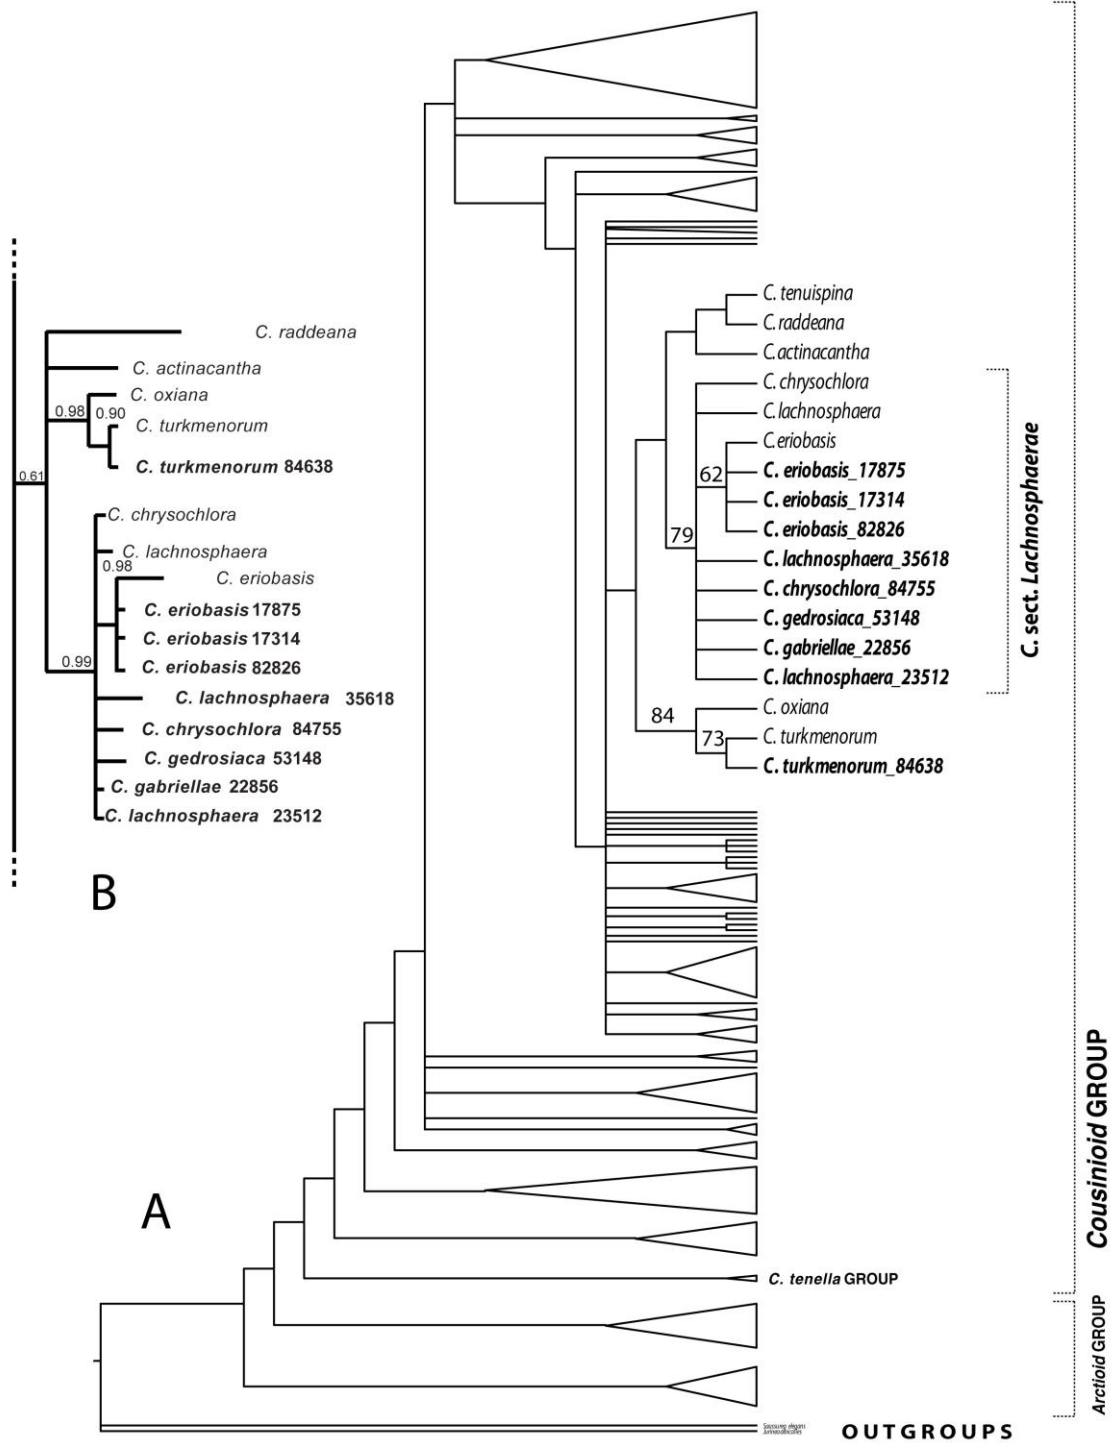 C. raddeana
C. actinacantha
0.98
0.90
C. oxiana
C. turkmenorum
C. turkmenorum 84638
0.61
C. chrysochlora
C. lachnosphaera
0.98
C. eriobasis
C. eriobasis 17875
C. eriobasis 17314
C. eriobasis 82826
0.99
C. lachnosphaera 35618
C. chrysochlora 84755
C. gedrosiaca 53148
C. gabriellae 22856
C. lachnosphaera 23512
B
C. tenuispina
C. raddeana
C. actinacantha
C. chrysochlora
C. lachnosphaera
C. eriobasis
62
C. eriobasis_17875
C. eriobasis_17314
C. eriobasis_82826
79
C. lachnosphaera_35618
C. chrysochlora_84755
C. gedrosiaca_53148
C. gabriellae_22856
C. lachnosphaera_23512
C. oxiana
84
C. turkmenorum
73
C. turkmenorum_84638
C. sect. Lachnosphaerae
A
C. tenella GROUP
Cousinioid GROUP
Arctioid GROUP
Saussurea elegans
OUTGROUPS